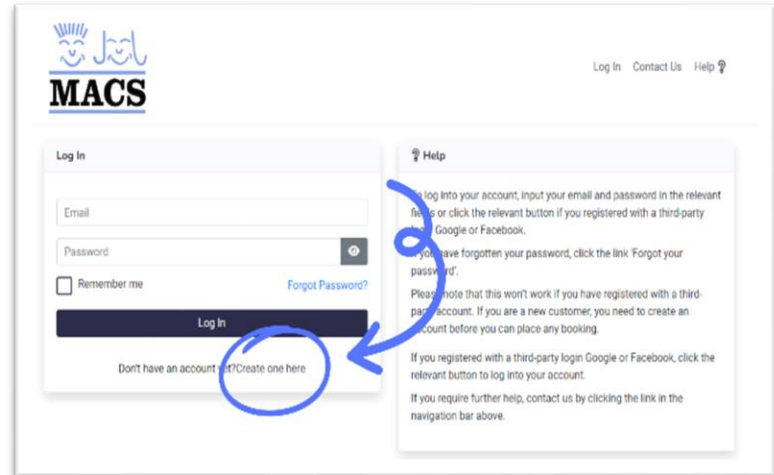 MACS
Log In Contact Us Help
Log In
Email
Password
Remember me
Forgot Password?
Log In
Don't have an account yet?Create one here
Help
To log into your account, input your email and password in the relevant
fields or click the relevant button if you registered with a third-party
login Google or Facebook.
If you have forgotten your password, click the link 'Forgot your
password'.
Please note that this won't work if you have registered with a third-
party account. If you are a new customer, you need to create an
account before you can place any booking.
If you registered with a third-party login Google or Facebook, click the
relevant button to log into your account.
If you require further help, contact us by clicking the link in the
navigation bar above.